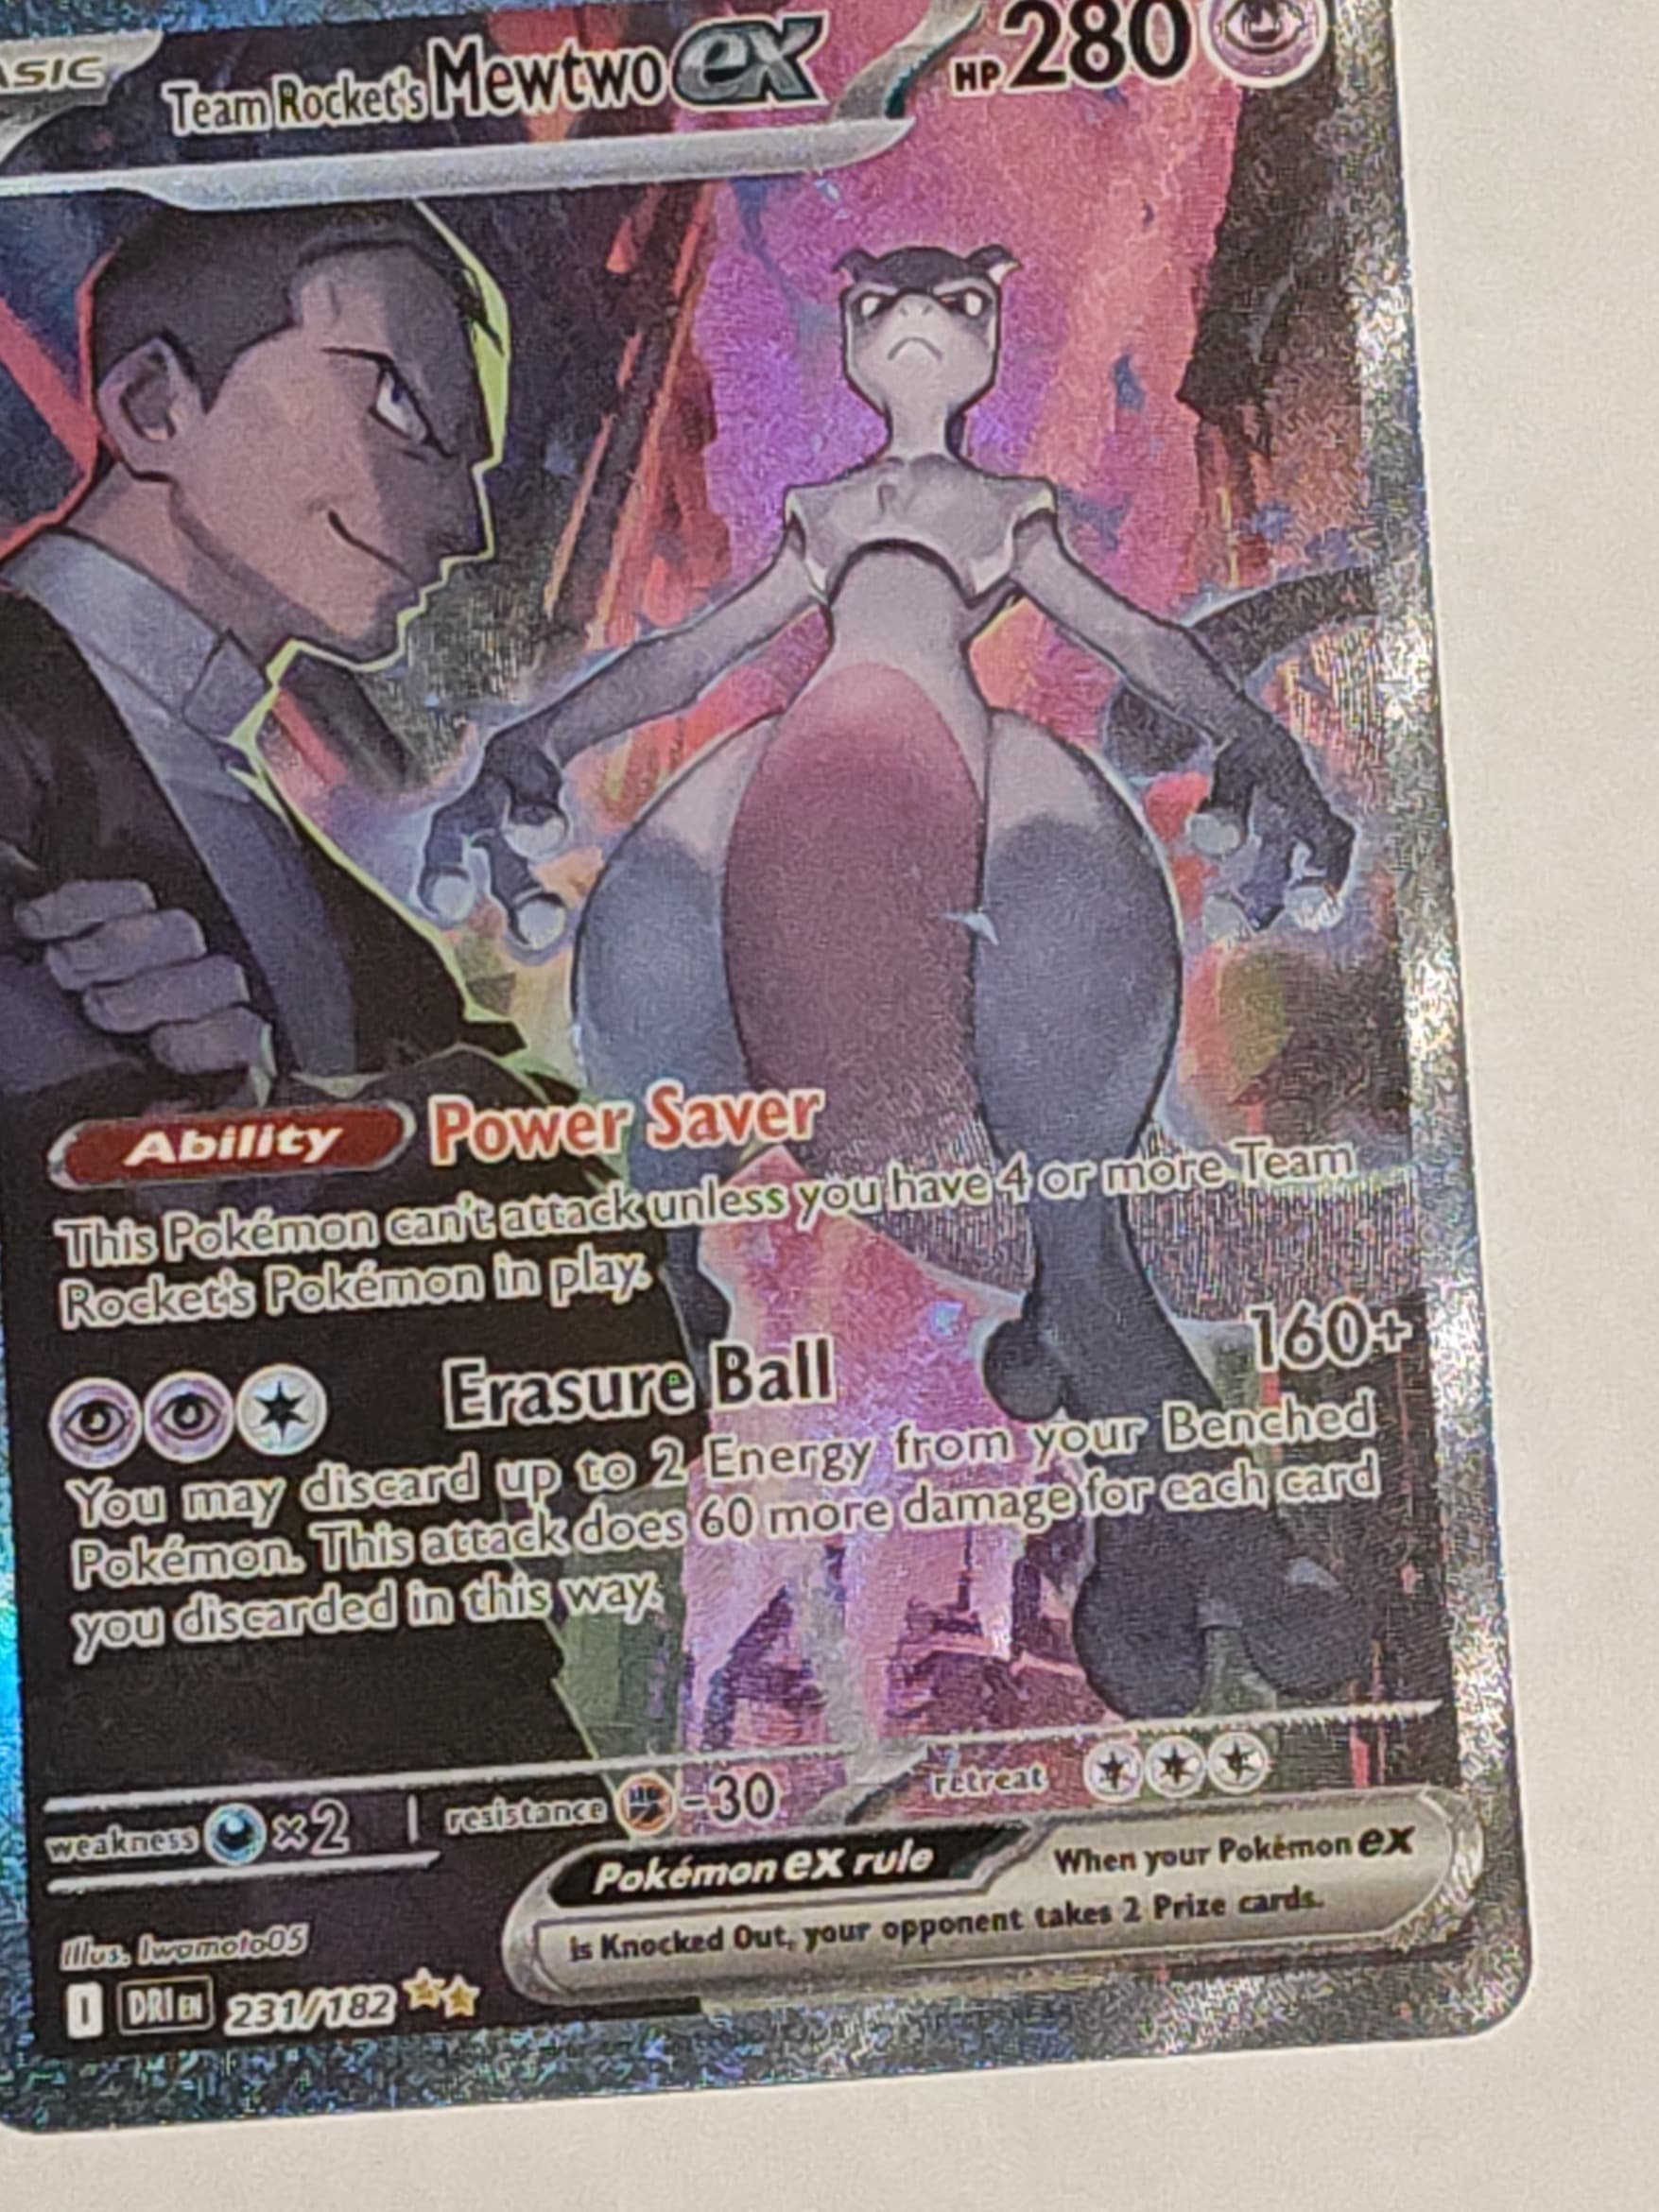 ASIC Team Rocket's Mewtwo ex HP 280
Ability Power Saver
This Pokémon can't attack unless you have 4 or more Team
Rocket's Pokémon in play.
Erasure Ball 160+
You may discard up to 2 Energy from your Benched
Pokémon. This attack does 60 more damage for each card
you discarded in this way.
weakness ×2 resistance -30 retreat
Pokémon ex rule When your Pokémon ex
is Knocked Out, your opponent takes 2 Prize cards.
Illus. Iwamoto05
I DRI EN 231/182